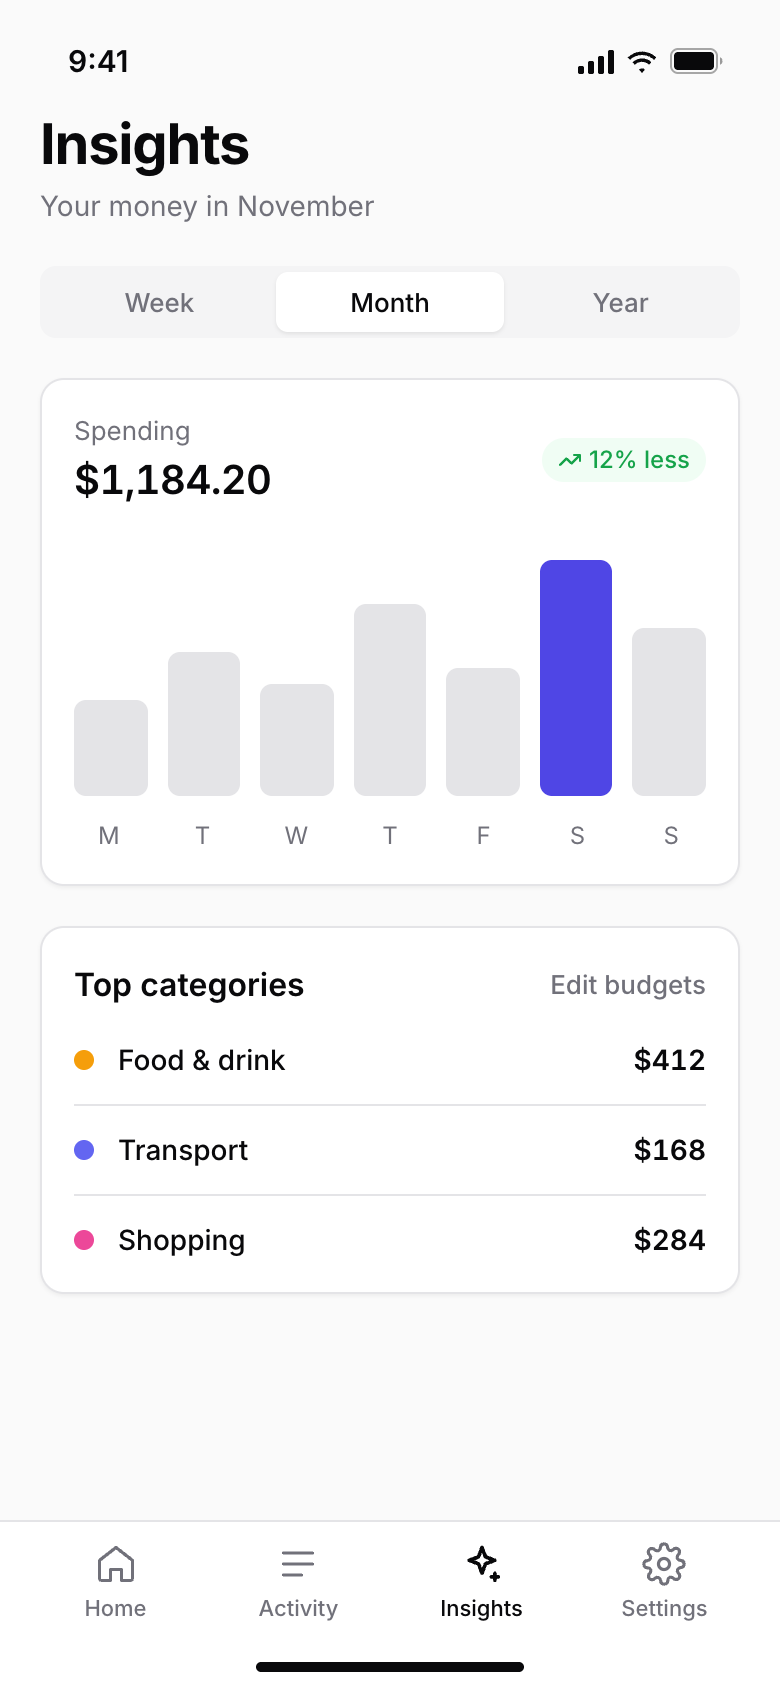 9:41
Insights
Your money in November
Week Month Year
Spending
$1,184.20
12% less
M T W T F S S
Top categories Edit budgets
Food & drink $412
Transport $168
Shopping $284
Home Activity Insights Settings